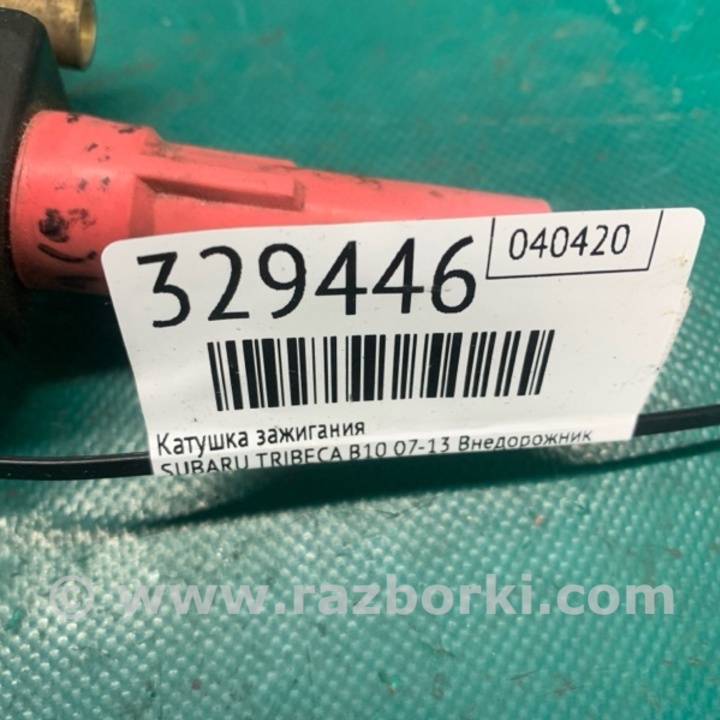 329446
040420
Катушка зажигания
SUBARU TRIBECA B10 07-13 Внедорожник
© www.razborki.com